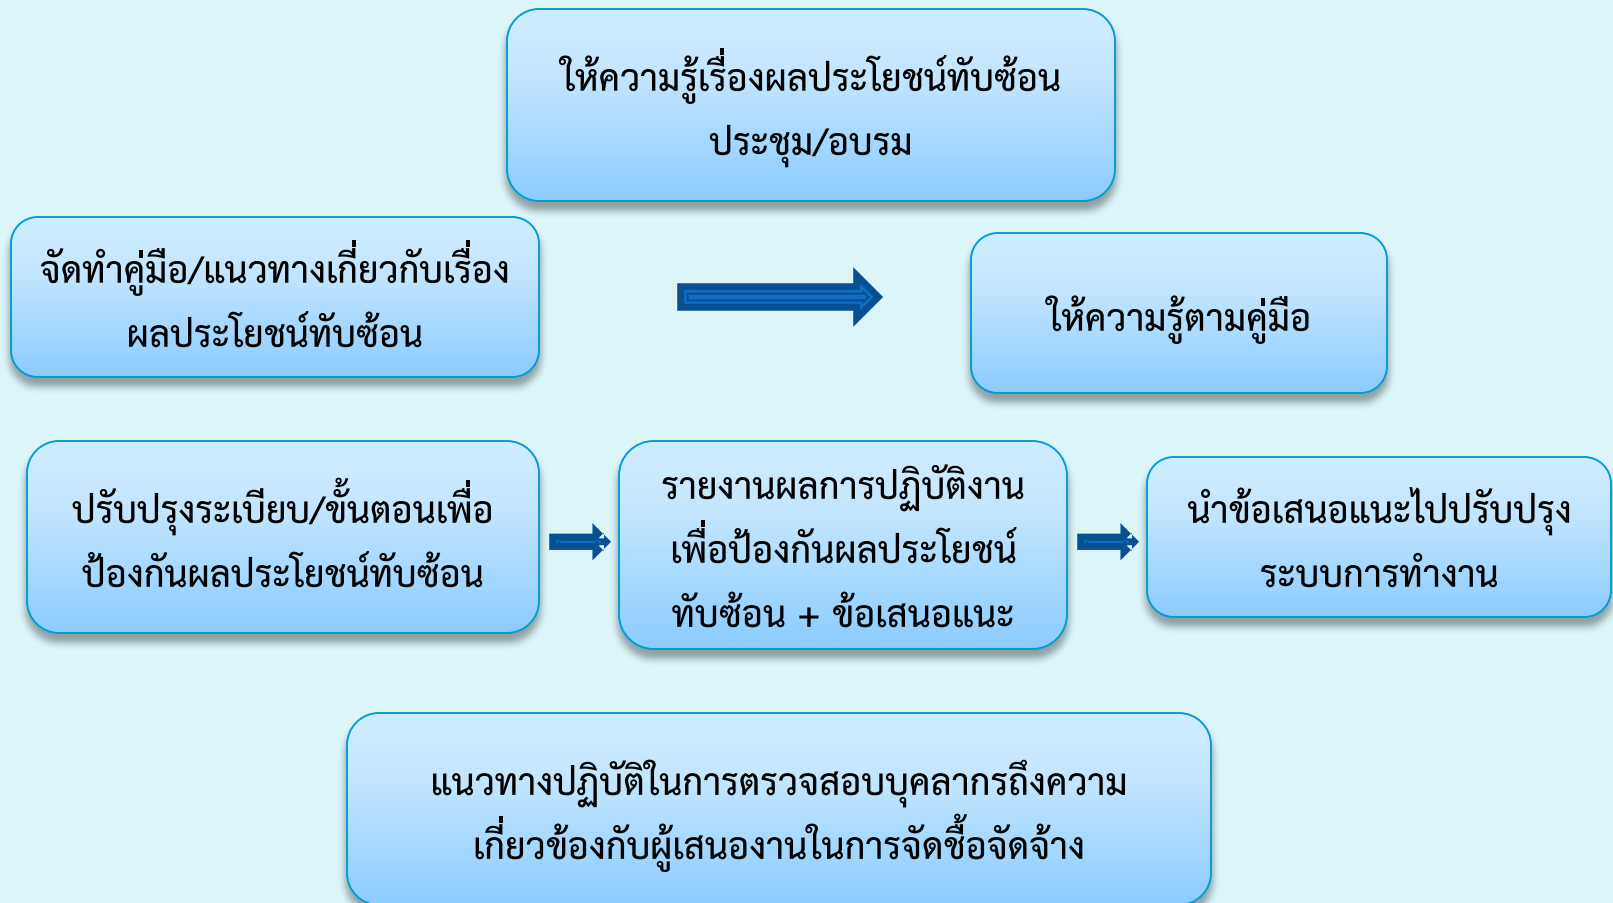 ให้ความรู้เรื่องผลประโยชน์ทับซ้อน
ประชุม/อบรม
จัดทำคู่มือ/แนวทางเกี่ยวกับเรื่อง
ผลประโยชน์ทับซ้อน
ให้ความรู้ตามคู่มือ
ปรับปรุงระเบียบ/ขั้นตอนเพื่อ
ป้องกันผลประโยชน์ทับซ้อน
รายงานผลการปฏิบัติงาน
เพื่อป้องกันผลประโยชน์
ทับซ้อน + ข้อเสนอแนะ
นำข้อเสนอแนะไปปรับปรุง
ระบบการทำงาน
แนวทางปฏิบัติในการตรวจสอบบุคลากรถึงความ
เกี่ยวข้องกับผู้เสนองานในการจัดชื้อจัดจ้าง